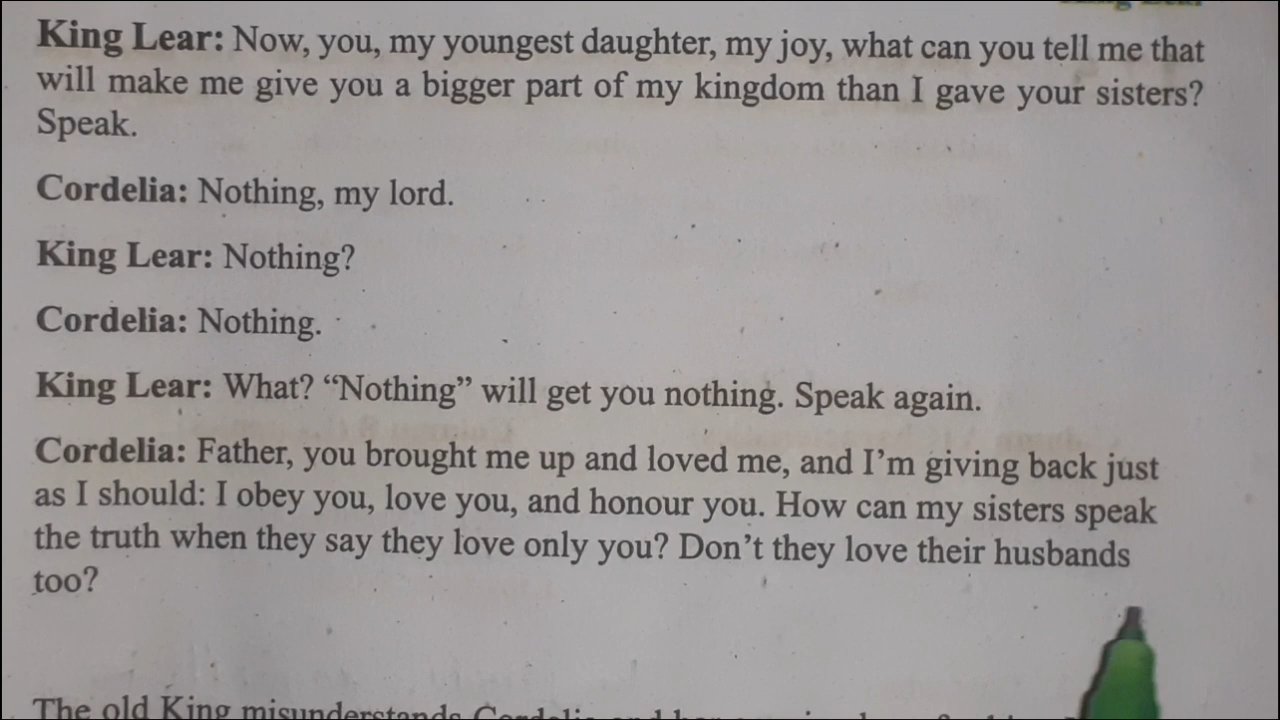 King Lear: Now, you, my youngest daughter, my joy, what can you tell me that
will make me give you a bigger part of my kingdom than I gave your sisters?
Speak.
Cordelia: Nothing, my lord.
King Lear: Nothing?
Cordelia: Nothing.
King Lear: What? “Nothing” will get you nothing. Speak again.
Cordelia: Father, you brought me up and loved me, and I’m giving back just
as I should: I obey you, love you, and honour you. How can my sisters speak
the truth when they say they love only you? Don’t they love their husbands
too?
The old King misunderstands Cordelia and her